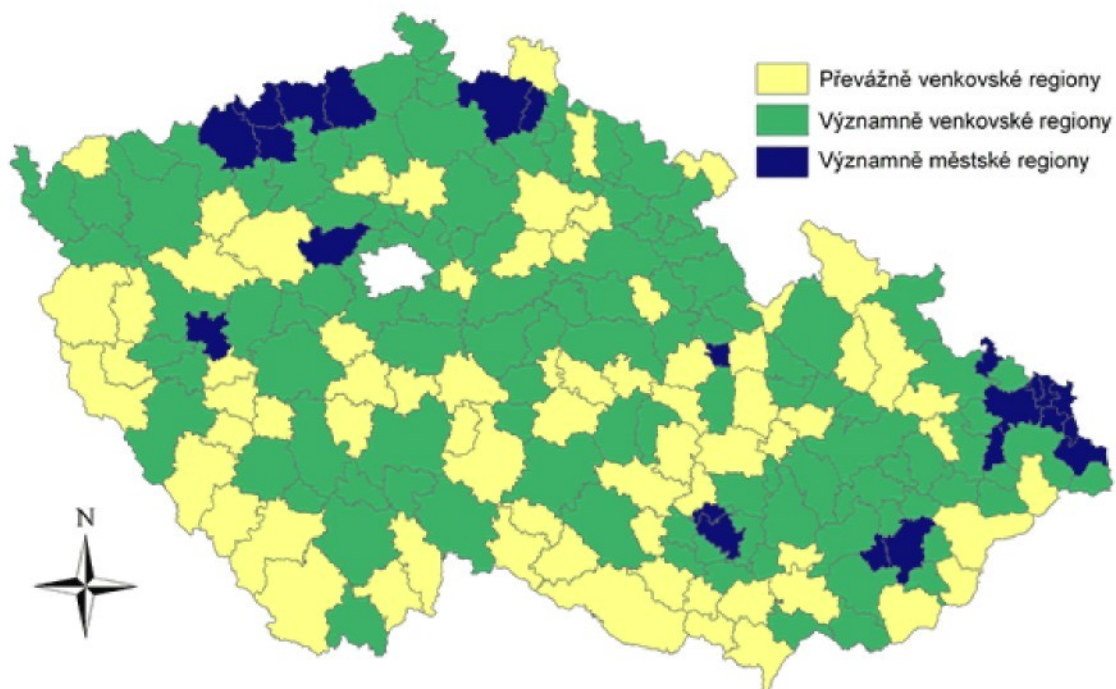 Převážně venkovské regiony
Významně venkovské regiony
Významně městské regiony
N